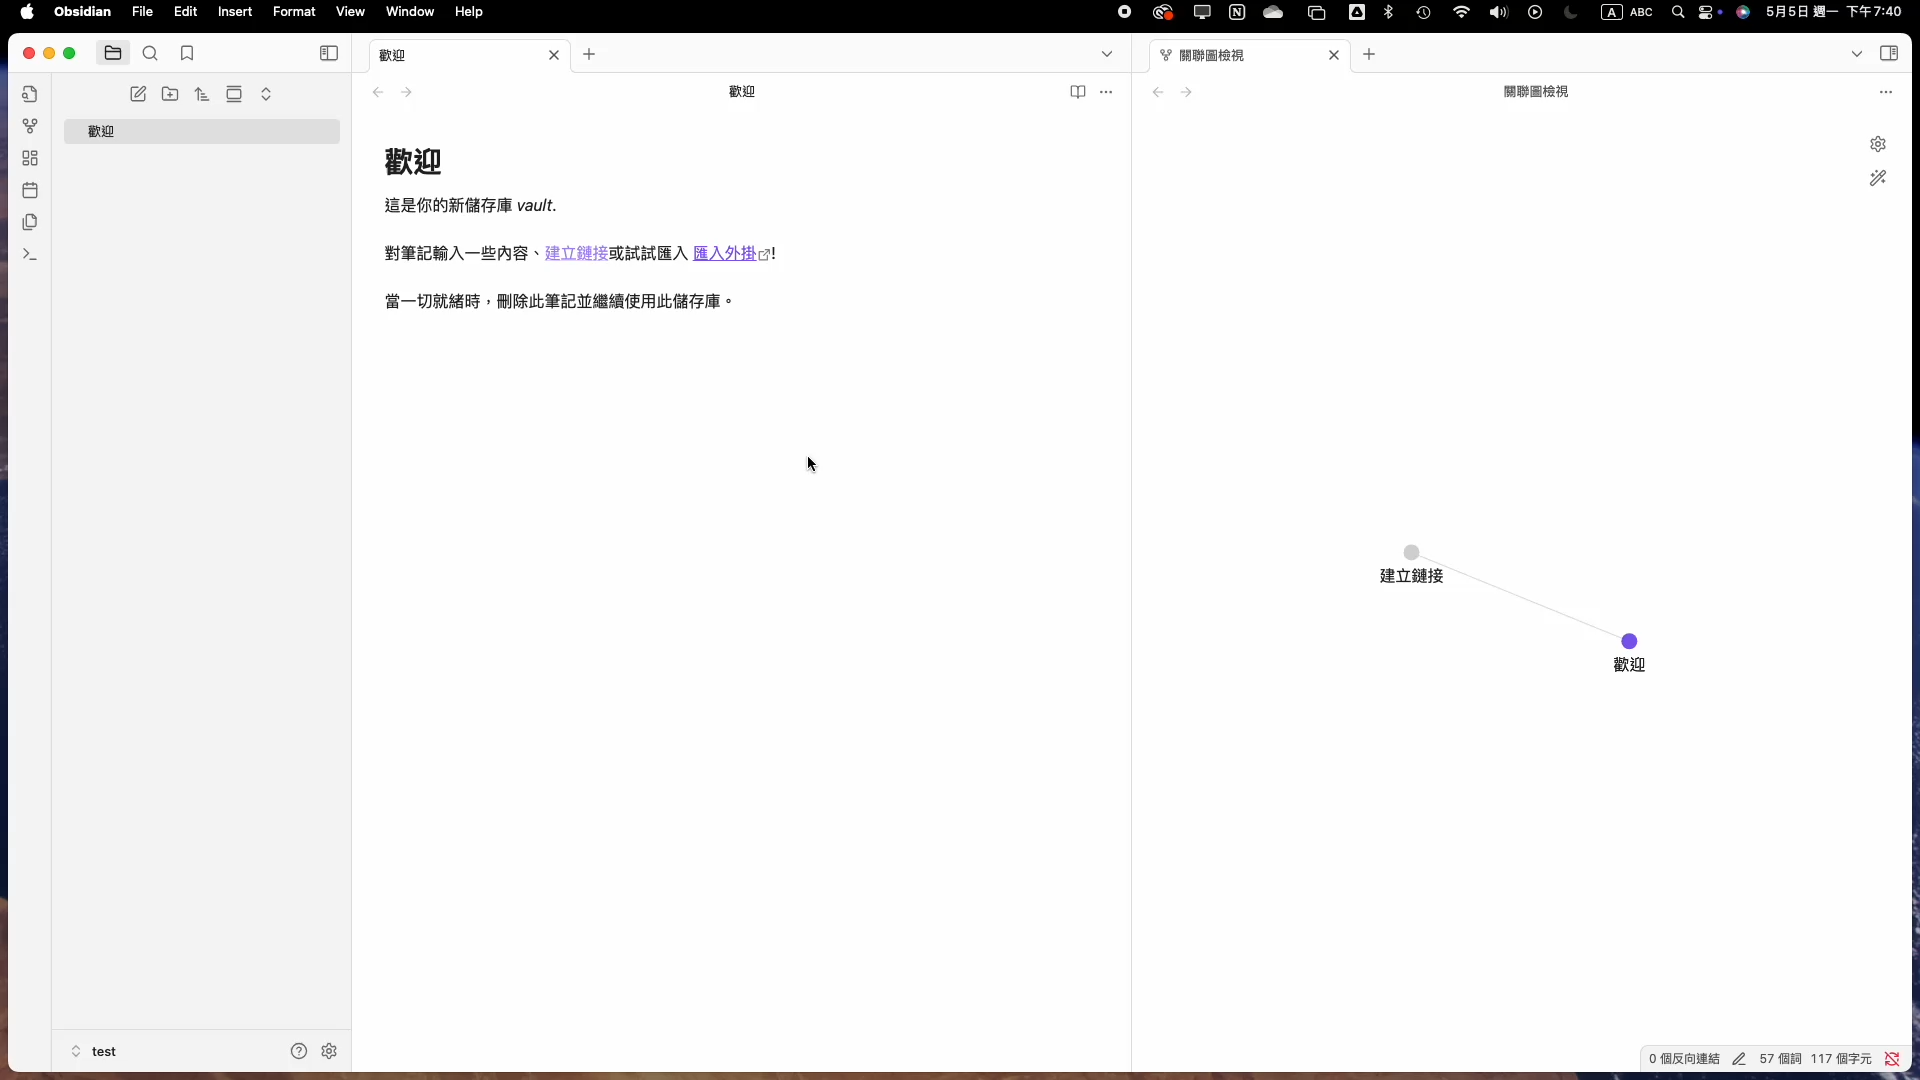 Obsidian File Edit Insert Format View Window Help
A ABC 5月5日 週一 下午7:40
歡迎
關聯圖檢視
歡迎
關聯圖檢視
歡迎
歡迎
這是你的新儲存庫 vault.
對筆記輸入一些內容、建立鏈接或試試匯入 匯入外掛!
當一切就緒時，刪除此筆記並繼續使用此儲存庫。
建立鏈接
歡迎
test
0 個反向連結 57 個詞 117 個字元